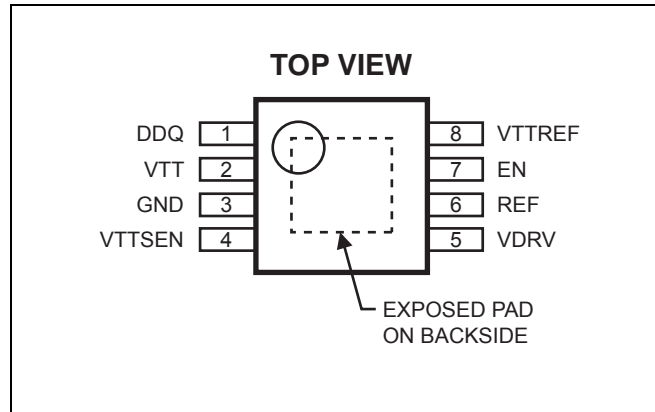 TOP VIEW
DDQ 1
VTT 2
GND 3
VTTSEN 4
8 VTTREF
7 EN
6 REF
5 VDRV
EXPOSED PAD
ON BACKSIDE